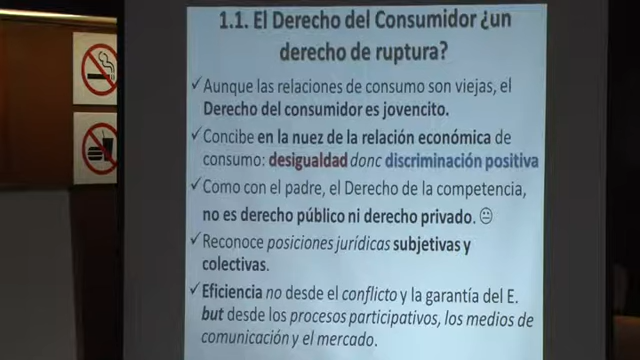 1.1. El Derecho del Consumidor ¿un
derecho de ruptura?
✓Aunque las relaciones de consumo son viejas, el
Derecho del consumidor es jovencito.
✓Concibe en la nuez de la relación económica de
consumo: desigualdad donc discriminación positiva
✓Como con el padre, el Derecho de la competencia,
no es derecho público ni derecho privado. 😐
✓Reconoce posiciones jurídicas subjetivas y
colectivas.
✓Eficiencia no desde el conflicto y la garantía del E.
but desde los procesos participativos, los medios de
comunicación y el mercado.